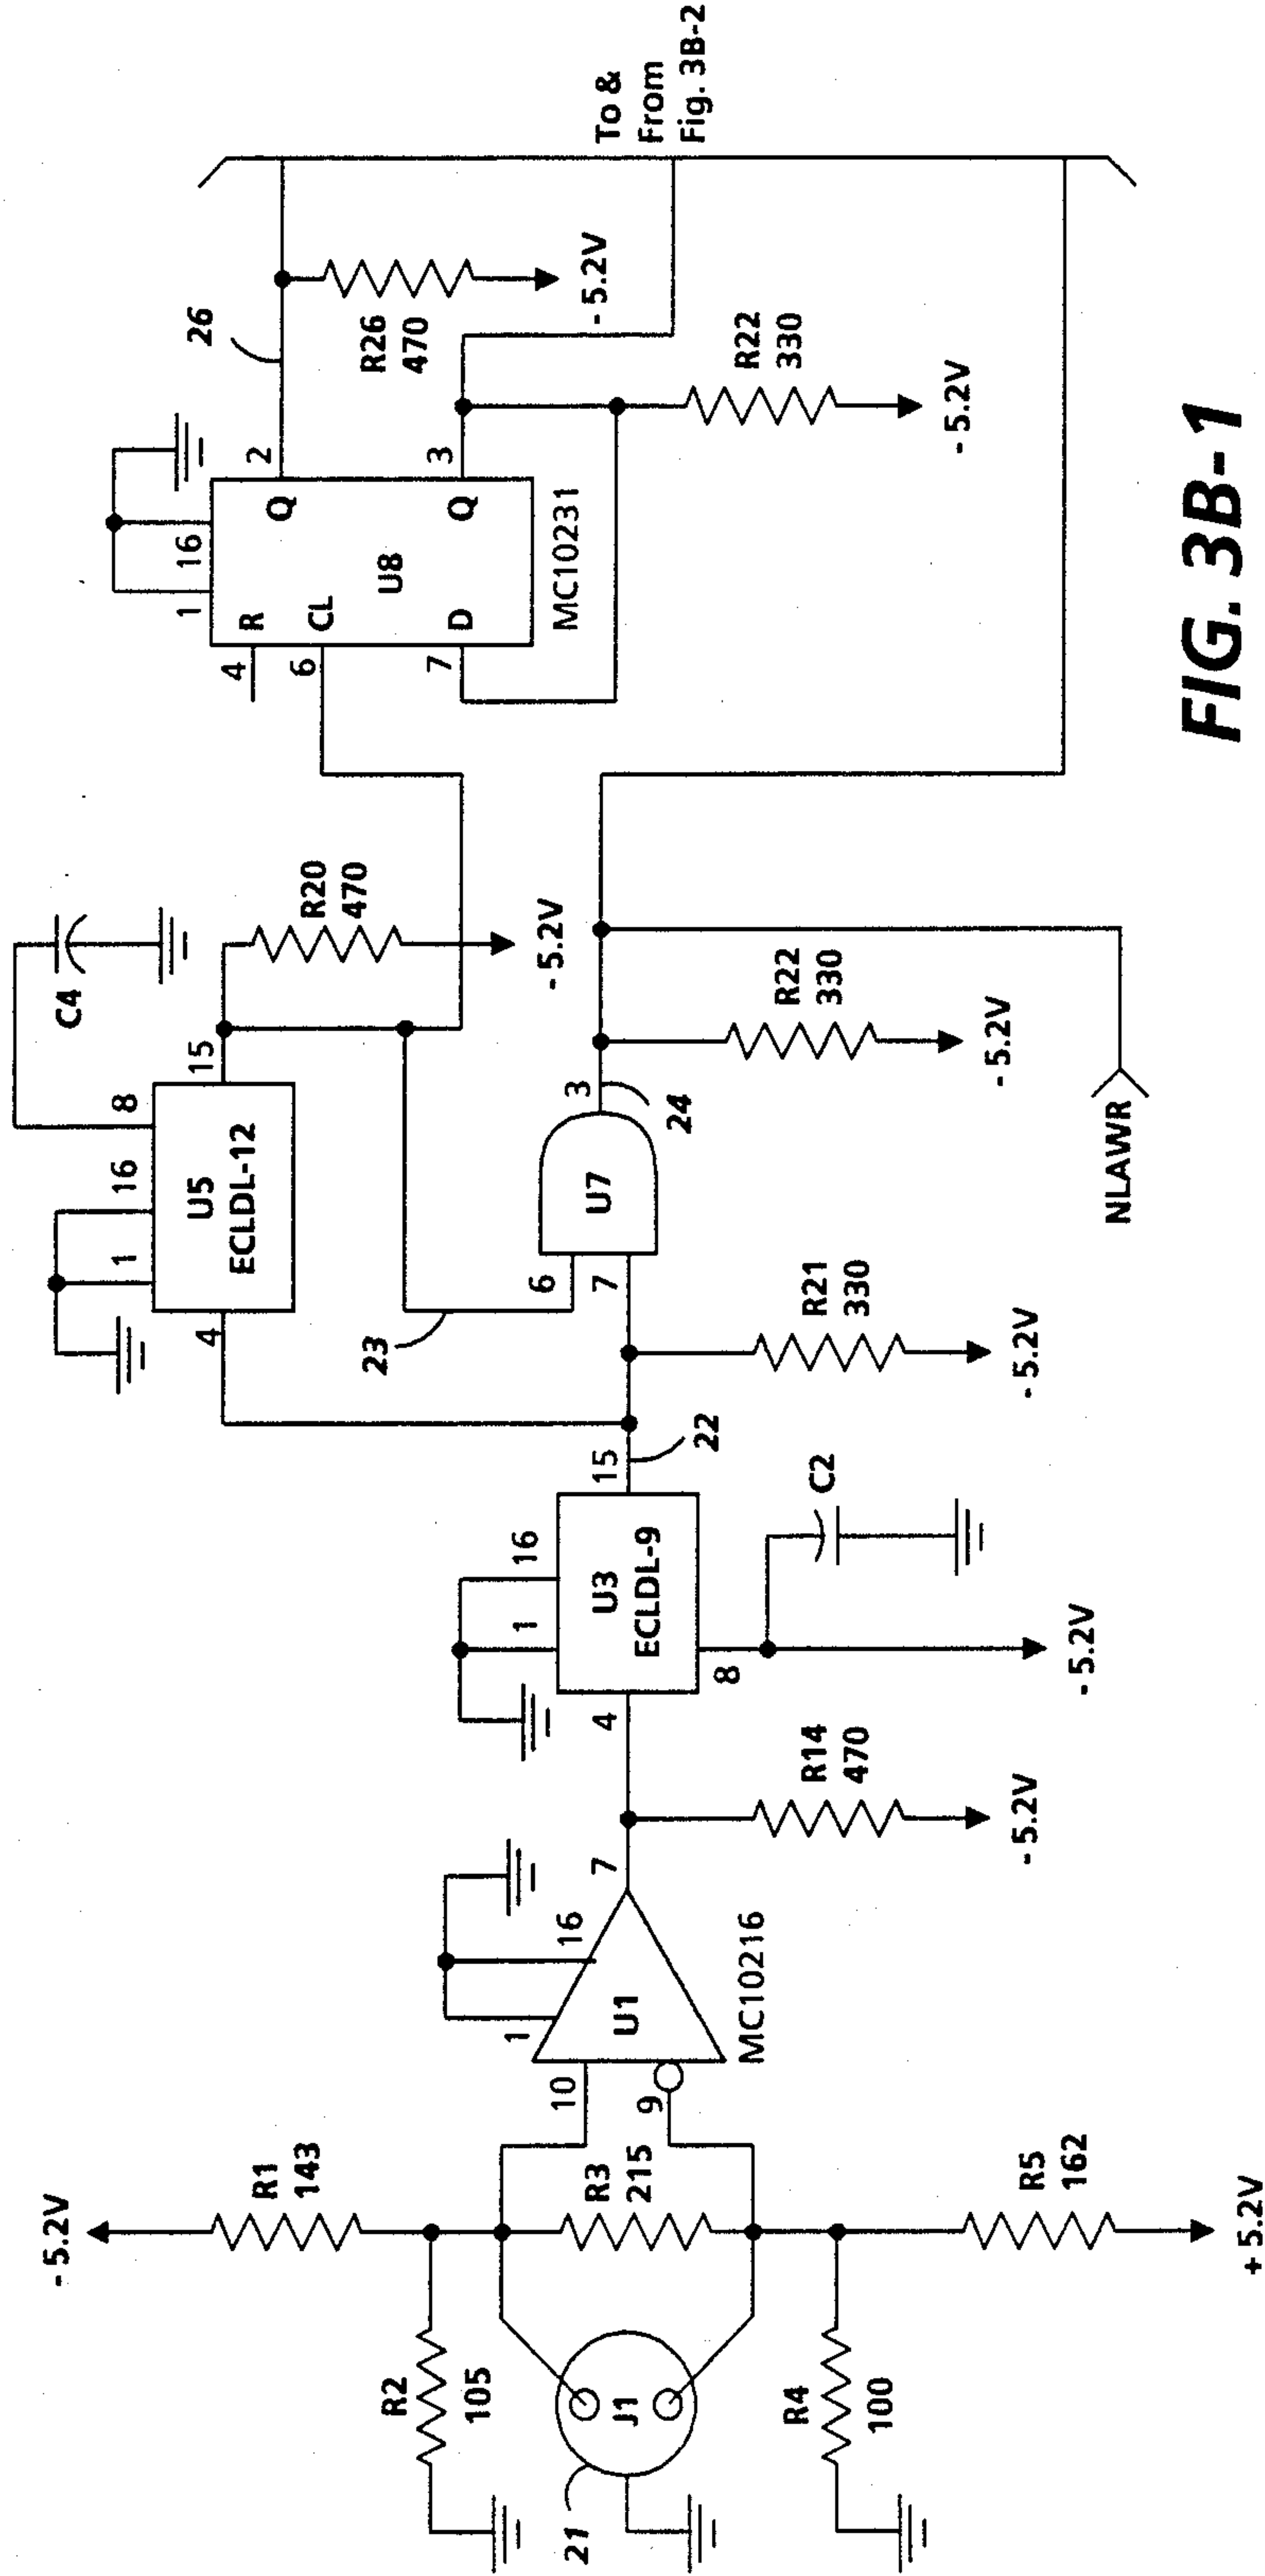 -5.2V
R1
143
R2
105
21
J1
R3
215
R4
100
R5
162
+5.2V
10
9
1
16
U1
MC10216
7
R14
470
-5.2V
4
1
16
U3
ECLDL-9
8
15
22
C2
-5.2V
4
1
16
8
U5
ECLDL-12
15
C4
R20
470
-5.2V
23
6
7
U7
3
24
R21
330
-5.2V
R22
330
-5.2V
NLAWR
1
16
4
R
6
CL
7
D
U8
Q
2
Q
3
MC10231
26
R26
470
-5.2V
R22
330
-5.2V
To &
From
Fig. 3B-2
FIG. 3B-1